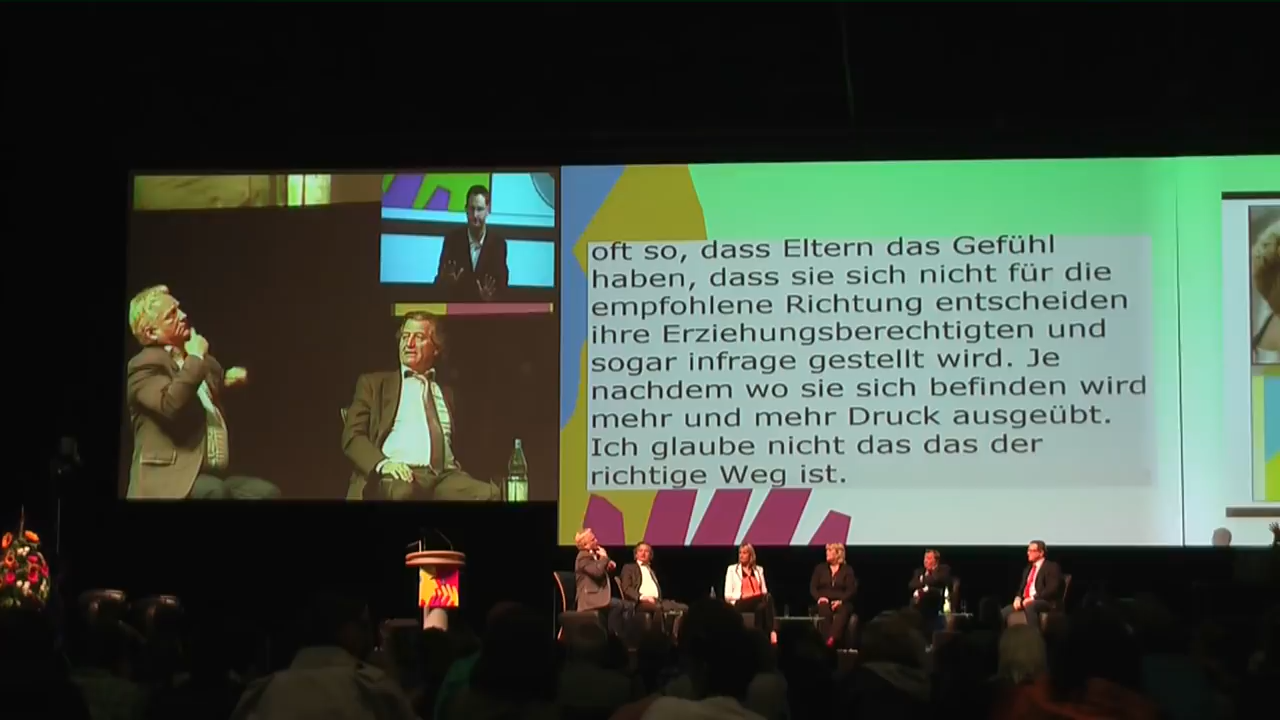 oft so, dass Eltern das Gefühl
haben, dass sie sich nicht für die
empfohlene Richtung entscheiden
ihre Erziehungsberechtigten und
sogar infrage gestellt wird. Je
nachdem wo sie sich befinden wird
mehr und mehr Druck ausgeübt.
Ich glaube nicht das das der
richtige Weg ist.